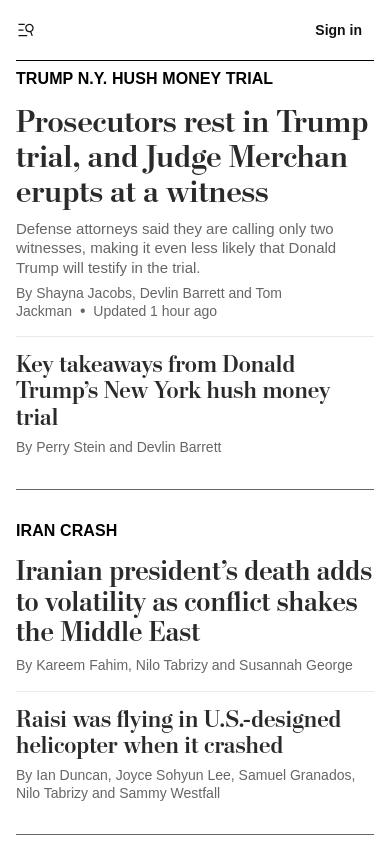 Sign in
TRUMP N.Y. HUSH MONEY TRIAL
Prosecutors rest in Trump
trial, and Judge Merchan
erupts at a witness
Defense attorneys said they are calling only two
witnesses, making it even less likely that Donald
Trump will testify in the trial.
By Shayna Jacobs, Devlin Barrett and Tom
Jackman • Updated 1 hour ago
Key takeaways from Donald
Trump’s New York hush money
trial
By Perry Stein and Devlin Barrett
IRAN CRASH
Iranian president’s death adds
to volatility as conflict shakes
the Middle East
By Kareem Fahim, Nilo Tabrizy and Susannah George
Raisi was flying in U.S.-designed
helicopter when it crashed
By Ian Duncan, Joyce Sohyun Lee, Samuel Granados,
Nilo Tabrizy and Sammy Westfall